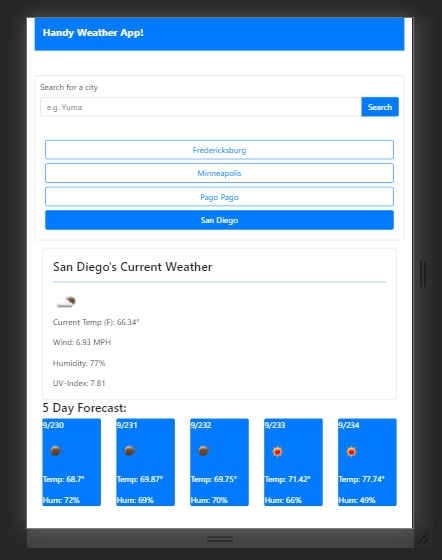 Handy Weather App!
Search for a city
e.g. Yuma Search
Fredericksburg
Minneapolis
Pago Pago
San Diego
San Diego's Current Weather
Current Temp (F): 66.34°
Wind: 6.93 MPH
Humidity: 77%
UV-Index: 7.81
5 Day Forecast:
9/230 9/231 9/232 9/233 9/234
Temp: 68.7° Temp: 69.87° Temp: 69.75° Temp: 71.42° Temp: 77.74°
Hum: 72% Hum: 69% Hum: 70% Hum: 66% Hum: 49%